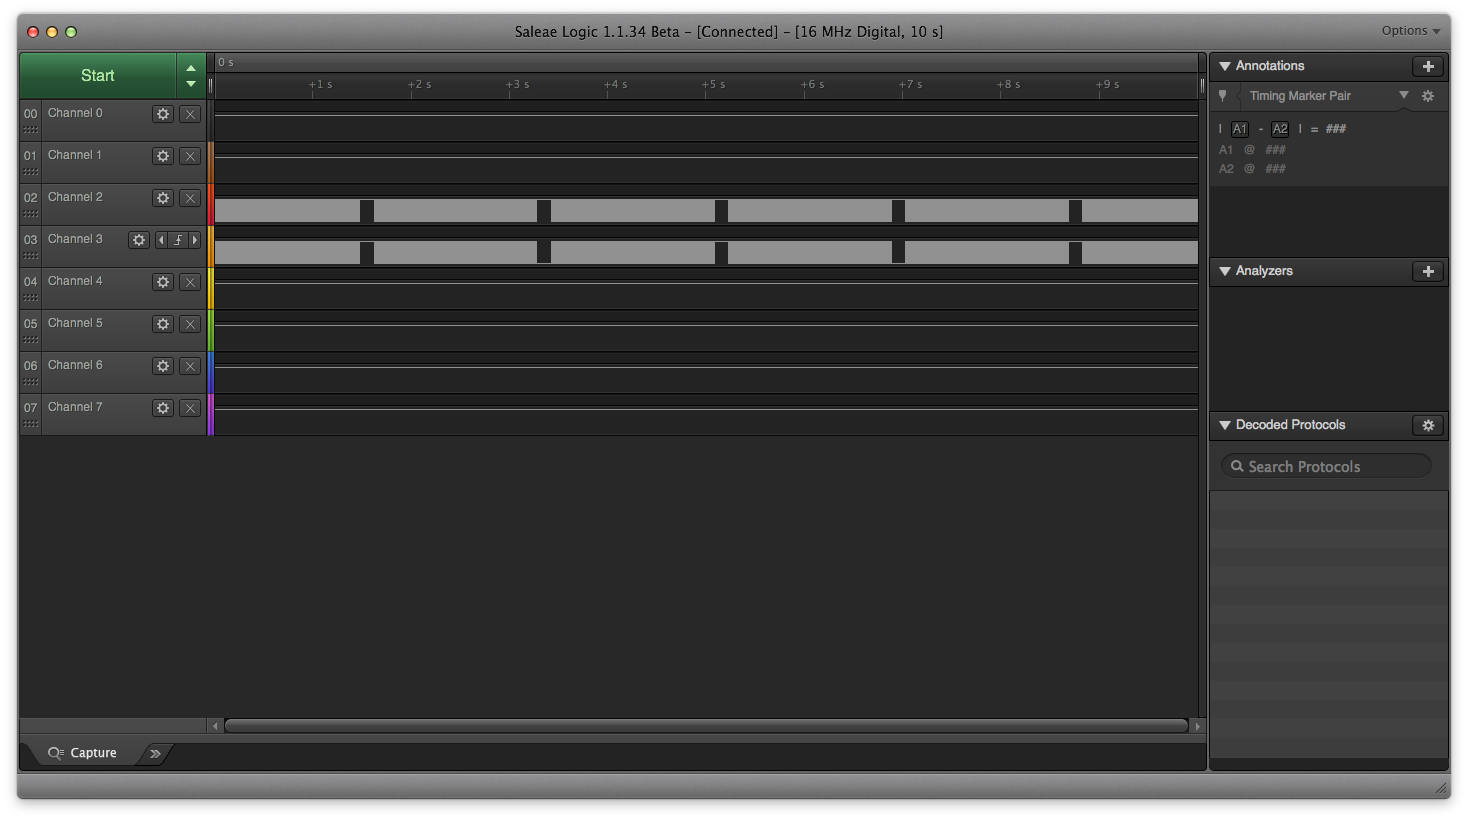 Saleae Logic 1.1.34 Beta – [Connected] – [16 MHz Digital, 10 s]
Options
Start
0 s
+1 s +2 s +3 s +4 s +5 s +6 s +7 s +8 s +9 s
00 Channel 0
01 Channel 1
02 Channel 2
03 Channel 3
04 Channel 4
05 Channel 5
06 Channel 6
07 Channel 7
Capture
Annotations
Timing Marker Pair
| A1 - A2 | = ###
A1 @ ###
A2 @ ###
Analyzers
Decoded Protocols
Search Protocols